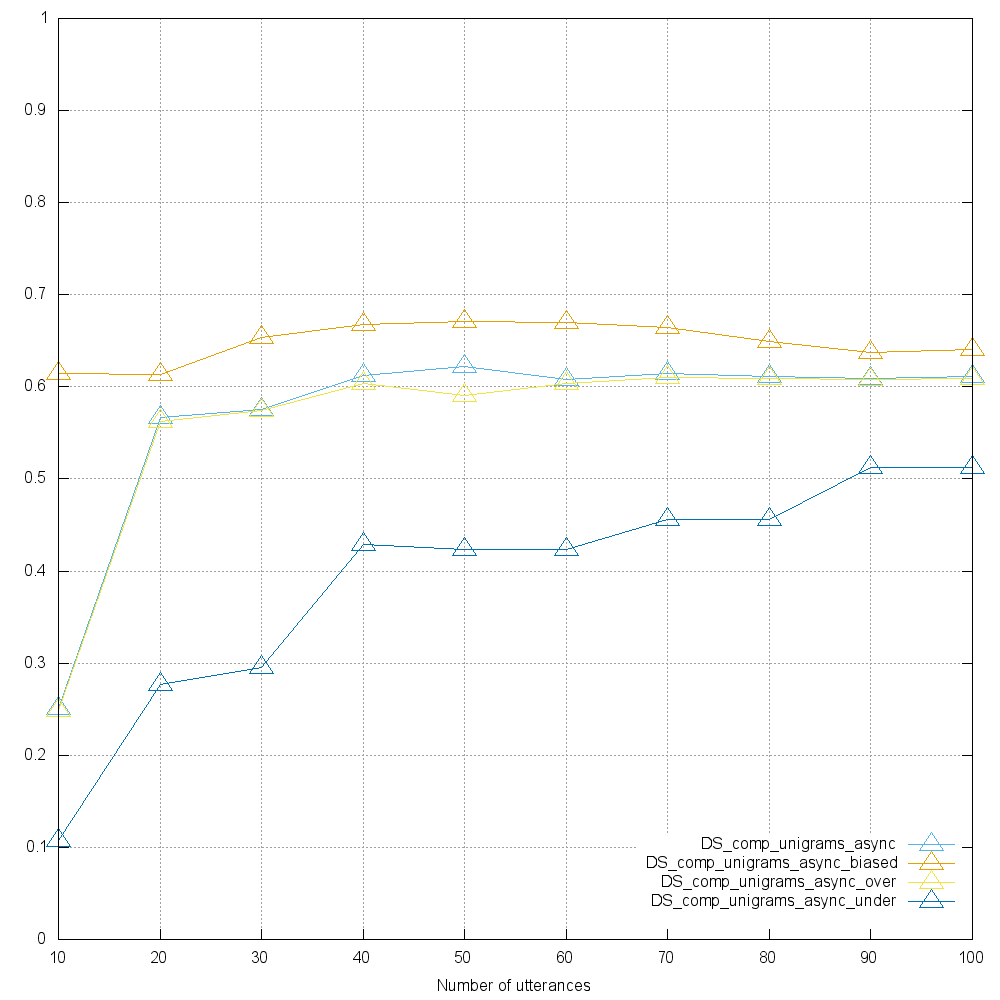 1
0.9
0.8
0.7
0.6
0.5
0.4
0.3
0.2
0.1
0
10 20 30 40 50 60 70 80 90 100
Number of utterances
DS_comp_unigrams_async
DS_comp_unigrams_async_biased
DS_comp_unigrams_async_over
DS_comp_unigrams_async_under